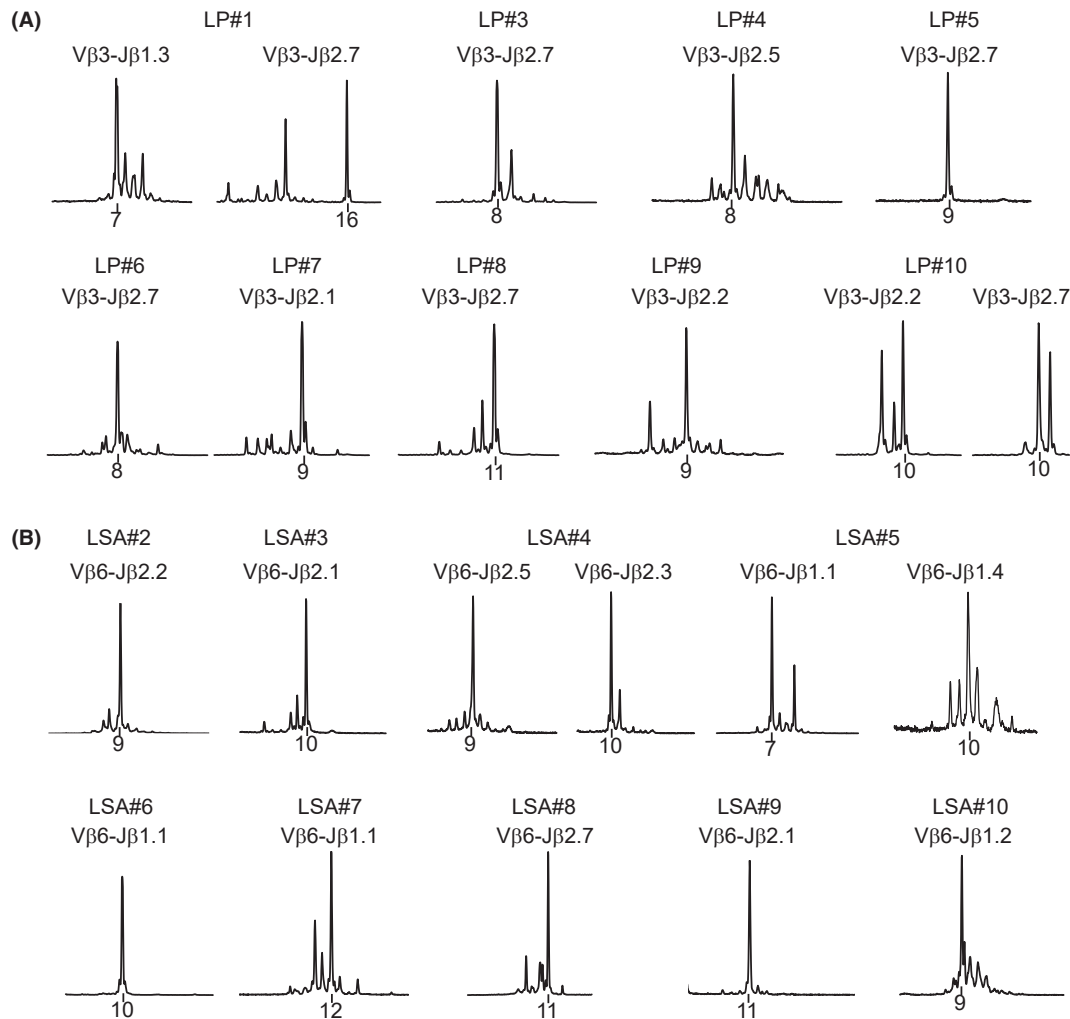 (A) LP#1 LP#3 LP#4 LP#5
Vβ3-Jβ1.3 Vβ3-Jβ2.7 Vβ3-Jβ2.7 Vβ3-Jβ2.5 Vβ3-Jβ2.7
7 16 8 8 9
LP#6 LP#7 LP#8 LP#9 LP#10
Vβ3-Jβ2.7 Vβ3-Jβ2.1 Vβ3-Jβ2.7 Vβ3-Jβ2.2 Vβ3-Jβ2.2 Vβ3-Jβ2.7
8 9 11 9 10 10
(B) LSA#2 LSA#3 LSA#4 LSA#5
Vβ6-Jβ2.2 Vβ6-Jβ2.1 Vβ6-Jβ2.5 Vβ6-Jβ2.3 Vβ6-Jβ1.1 Vβ6-Jβ1.4
9 10 9 10 7 10
LSA#6 LSA#7 LSA#8 LSA#9 LSA#10
Vβ6-Jβ1.1 Vβ6-Jβ1.1 Vβ6-Jβ2.7 Vβ6-Jβ2.1 Vβ6-Jβ1.2
10 12 11 11 9